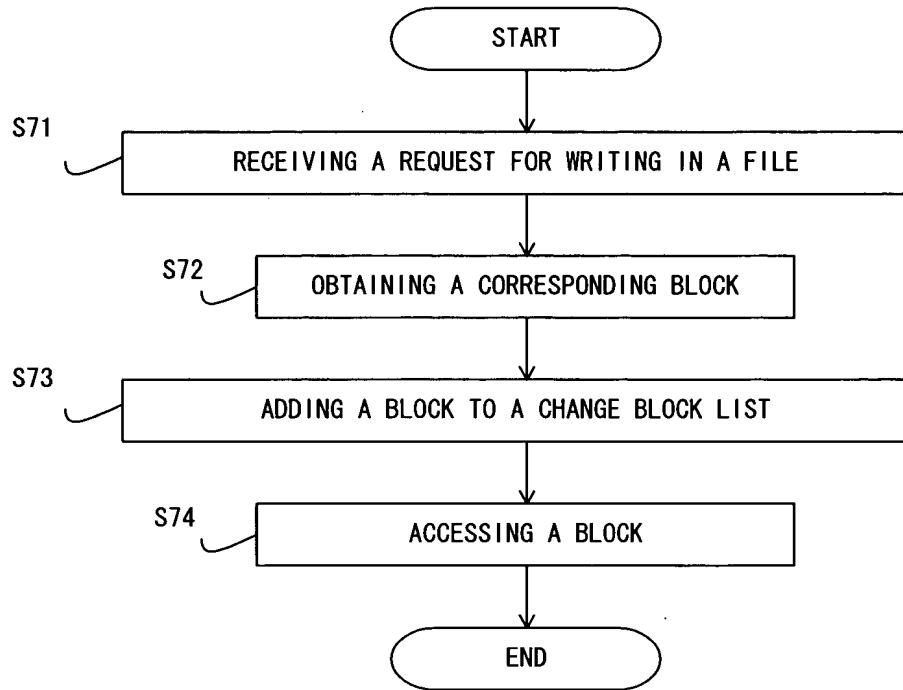 START
S71
RECEIVING A REQUEST FOR WRITING IN A FILE
S72
OBTAINING A CORRESPONDING BLOCK
S73
ADDING A BLOCK TO A CHANGE BLOCK LIST
S74
ACCESSING A BLOCK
END